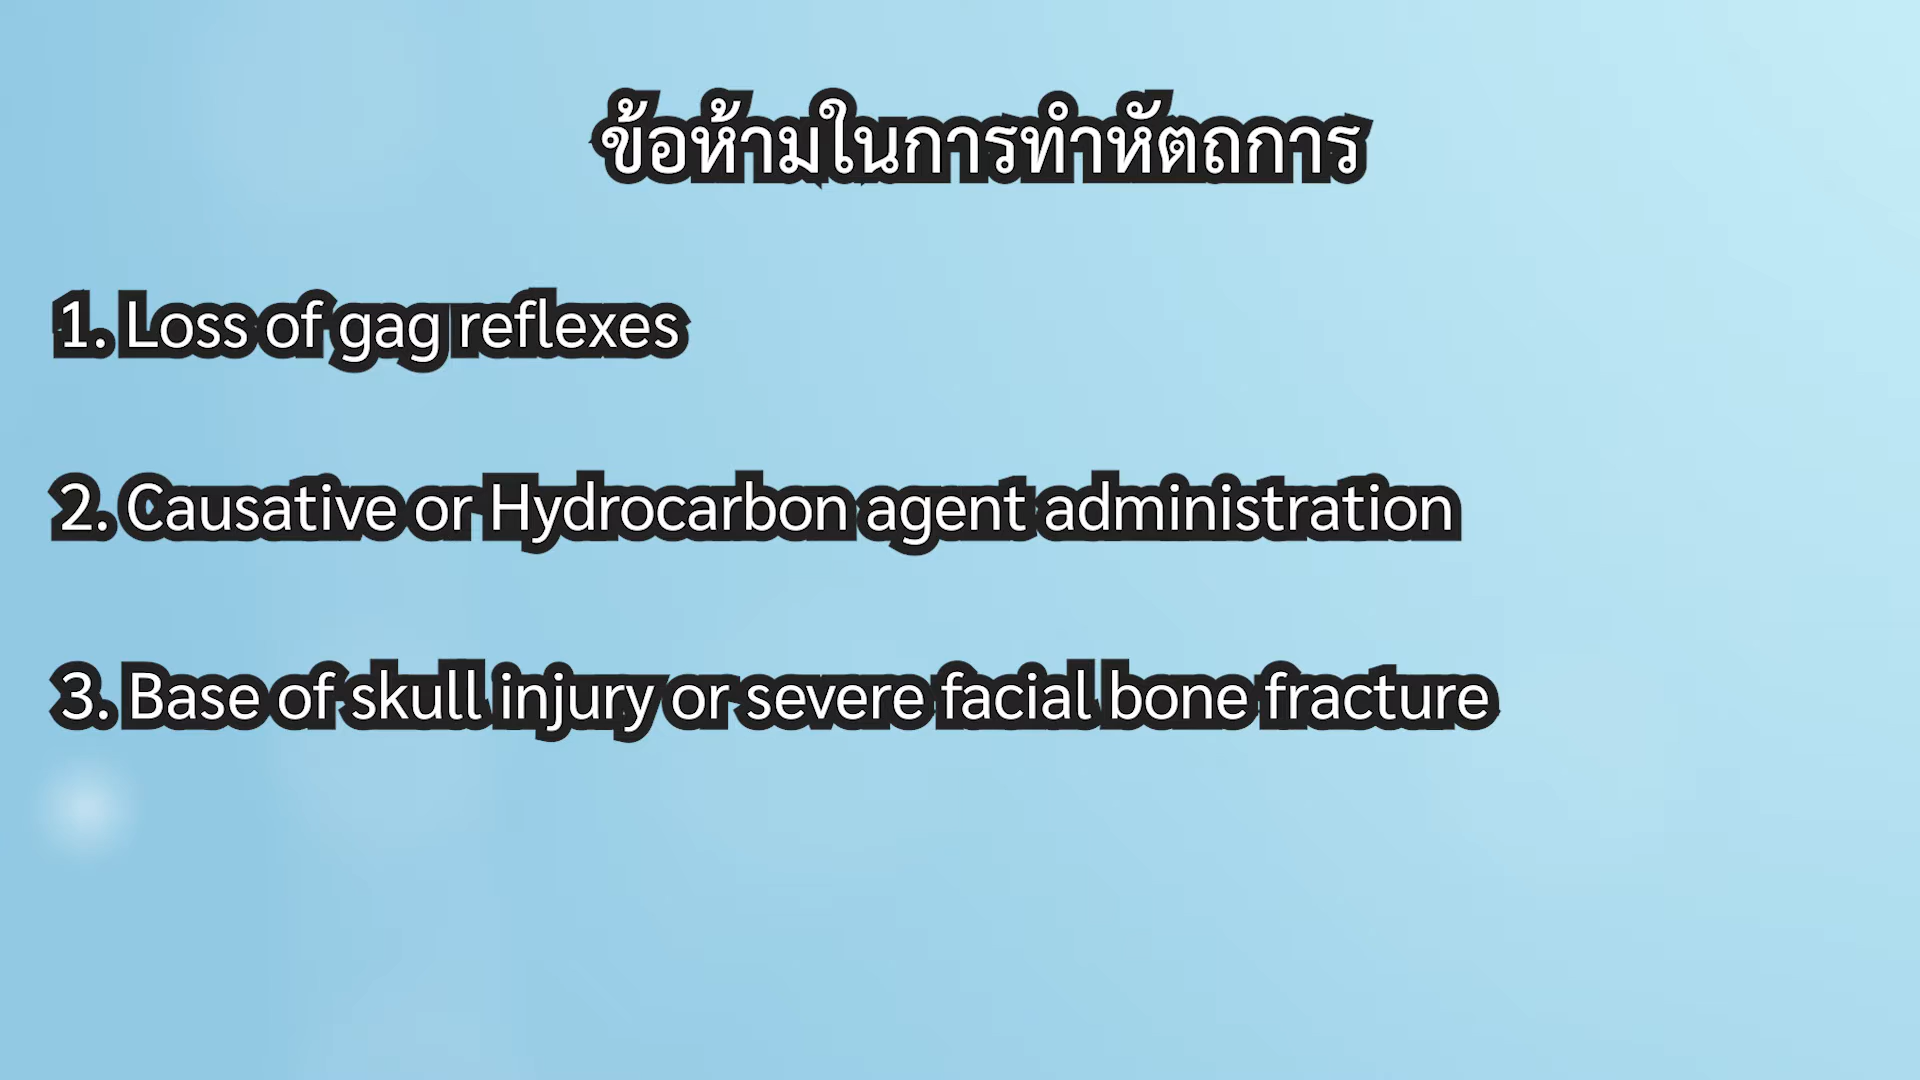 ข้อห้ามในการทำหัตถการ
1. Loss of gag reflexes
2. Causative or Hydrocarbon agent administration
3. Base of skull injury or severe facial bone fracture